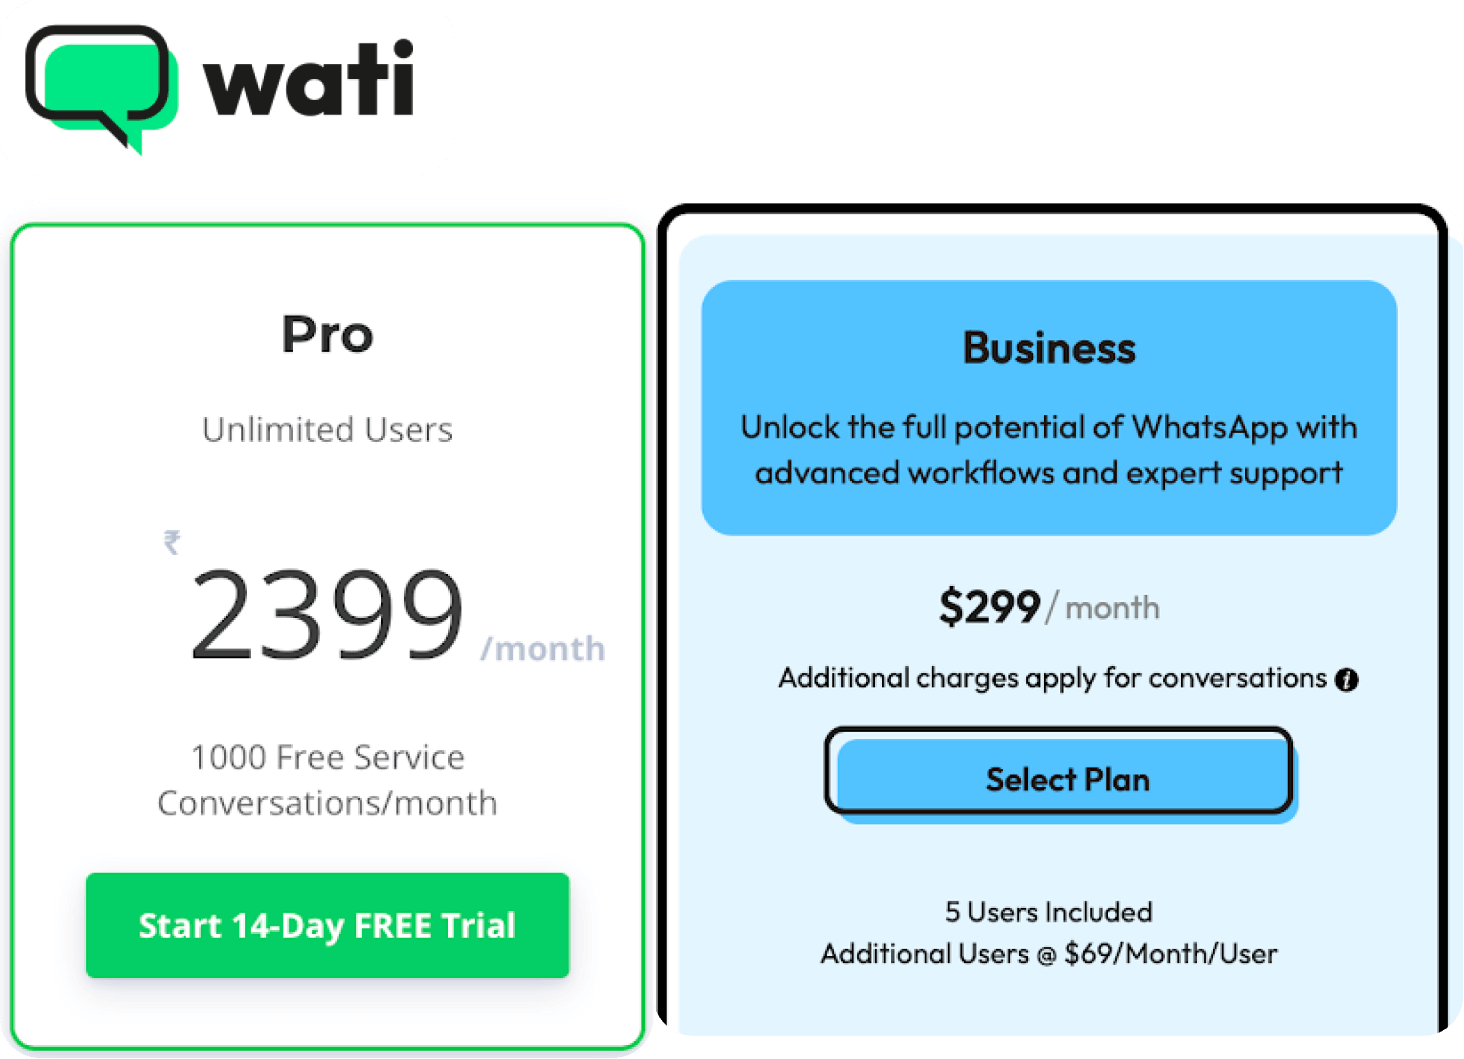 wati
Pro
Unlimited Users
₹
2399 /month
1000 Free Service
Conversations/month
Start 14-Day FREE Trial
Business
Unlock the full potential of WhatsApp with
advanced workflows and expert support
$299/ month
Additional charges apply for conversations i
Select Plan
5 Users Included
Additional Users @ $69/Month/User